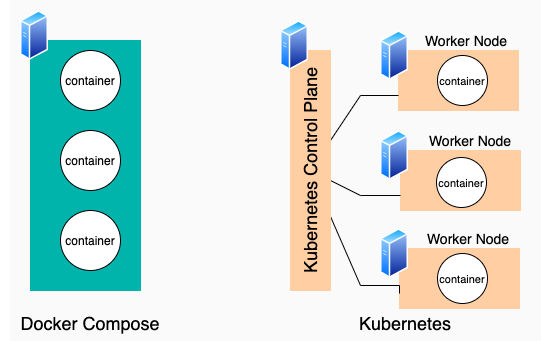 container
container
container
Docker Compose
Kubernetes Control Plane
Worker Node
container
Worker Node
container
Worker Node
container
Kubernetes